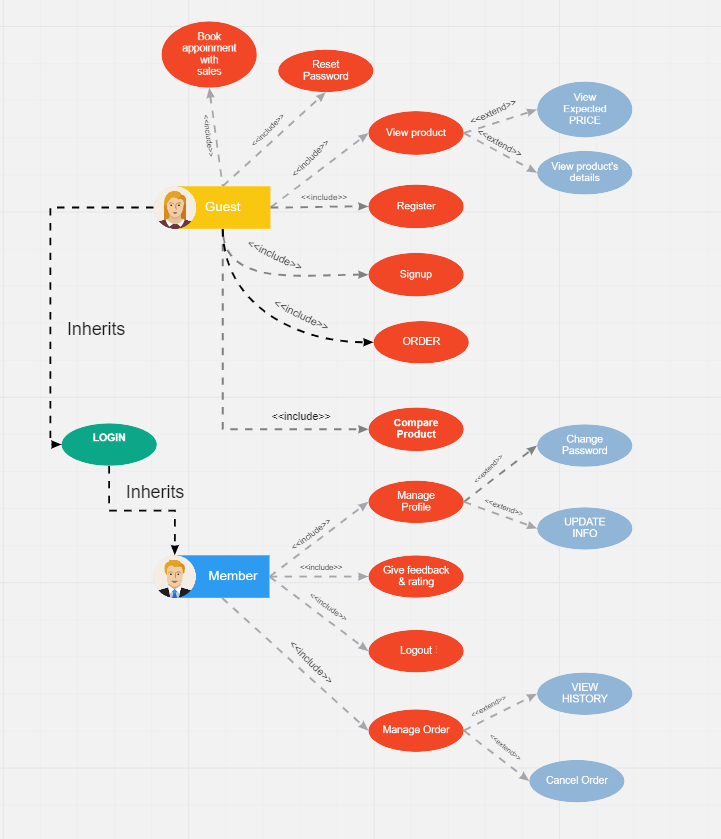 Book
appoinment
with
sales
Reset
Password
<<include>>
<<include>>
View product
<<include>>
<<extend>>
View
Expected
PRICE
<<extend>>
View product's
details
Guest
<<include>>
Register
<<include>>
Signup
Inherits
<<include>>
ORDER
<<include>>
Compare
Product
LOGIN
Change
Password
<<extend>>
Inherits
Manage
Profile
<<extend>>
UPDATE
INFO
<<include>>
Member
<<include>>
Give feedback
& rating
<<include>>
Logout
<<include>>
Manage Order
<<extend>>
VIEW
HISTORY
<<extend>>
Cancel Order